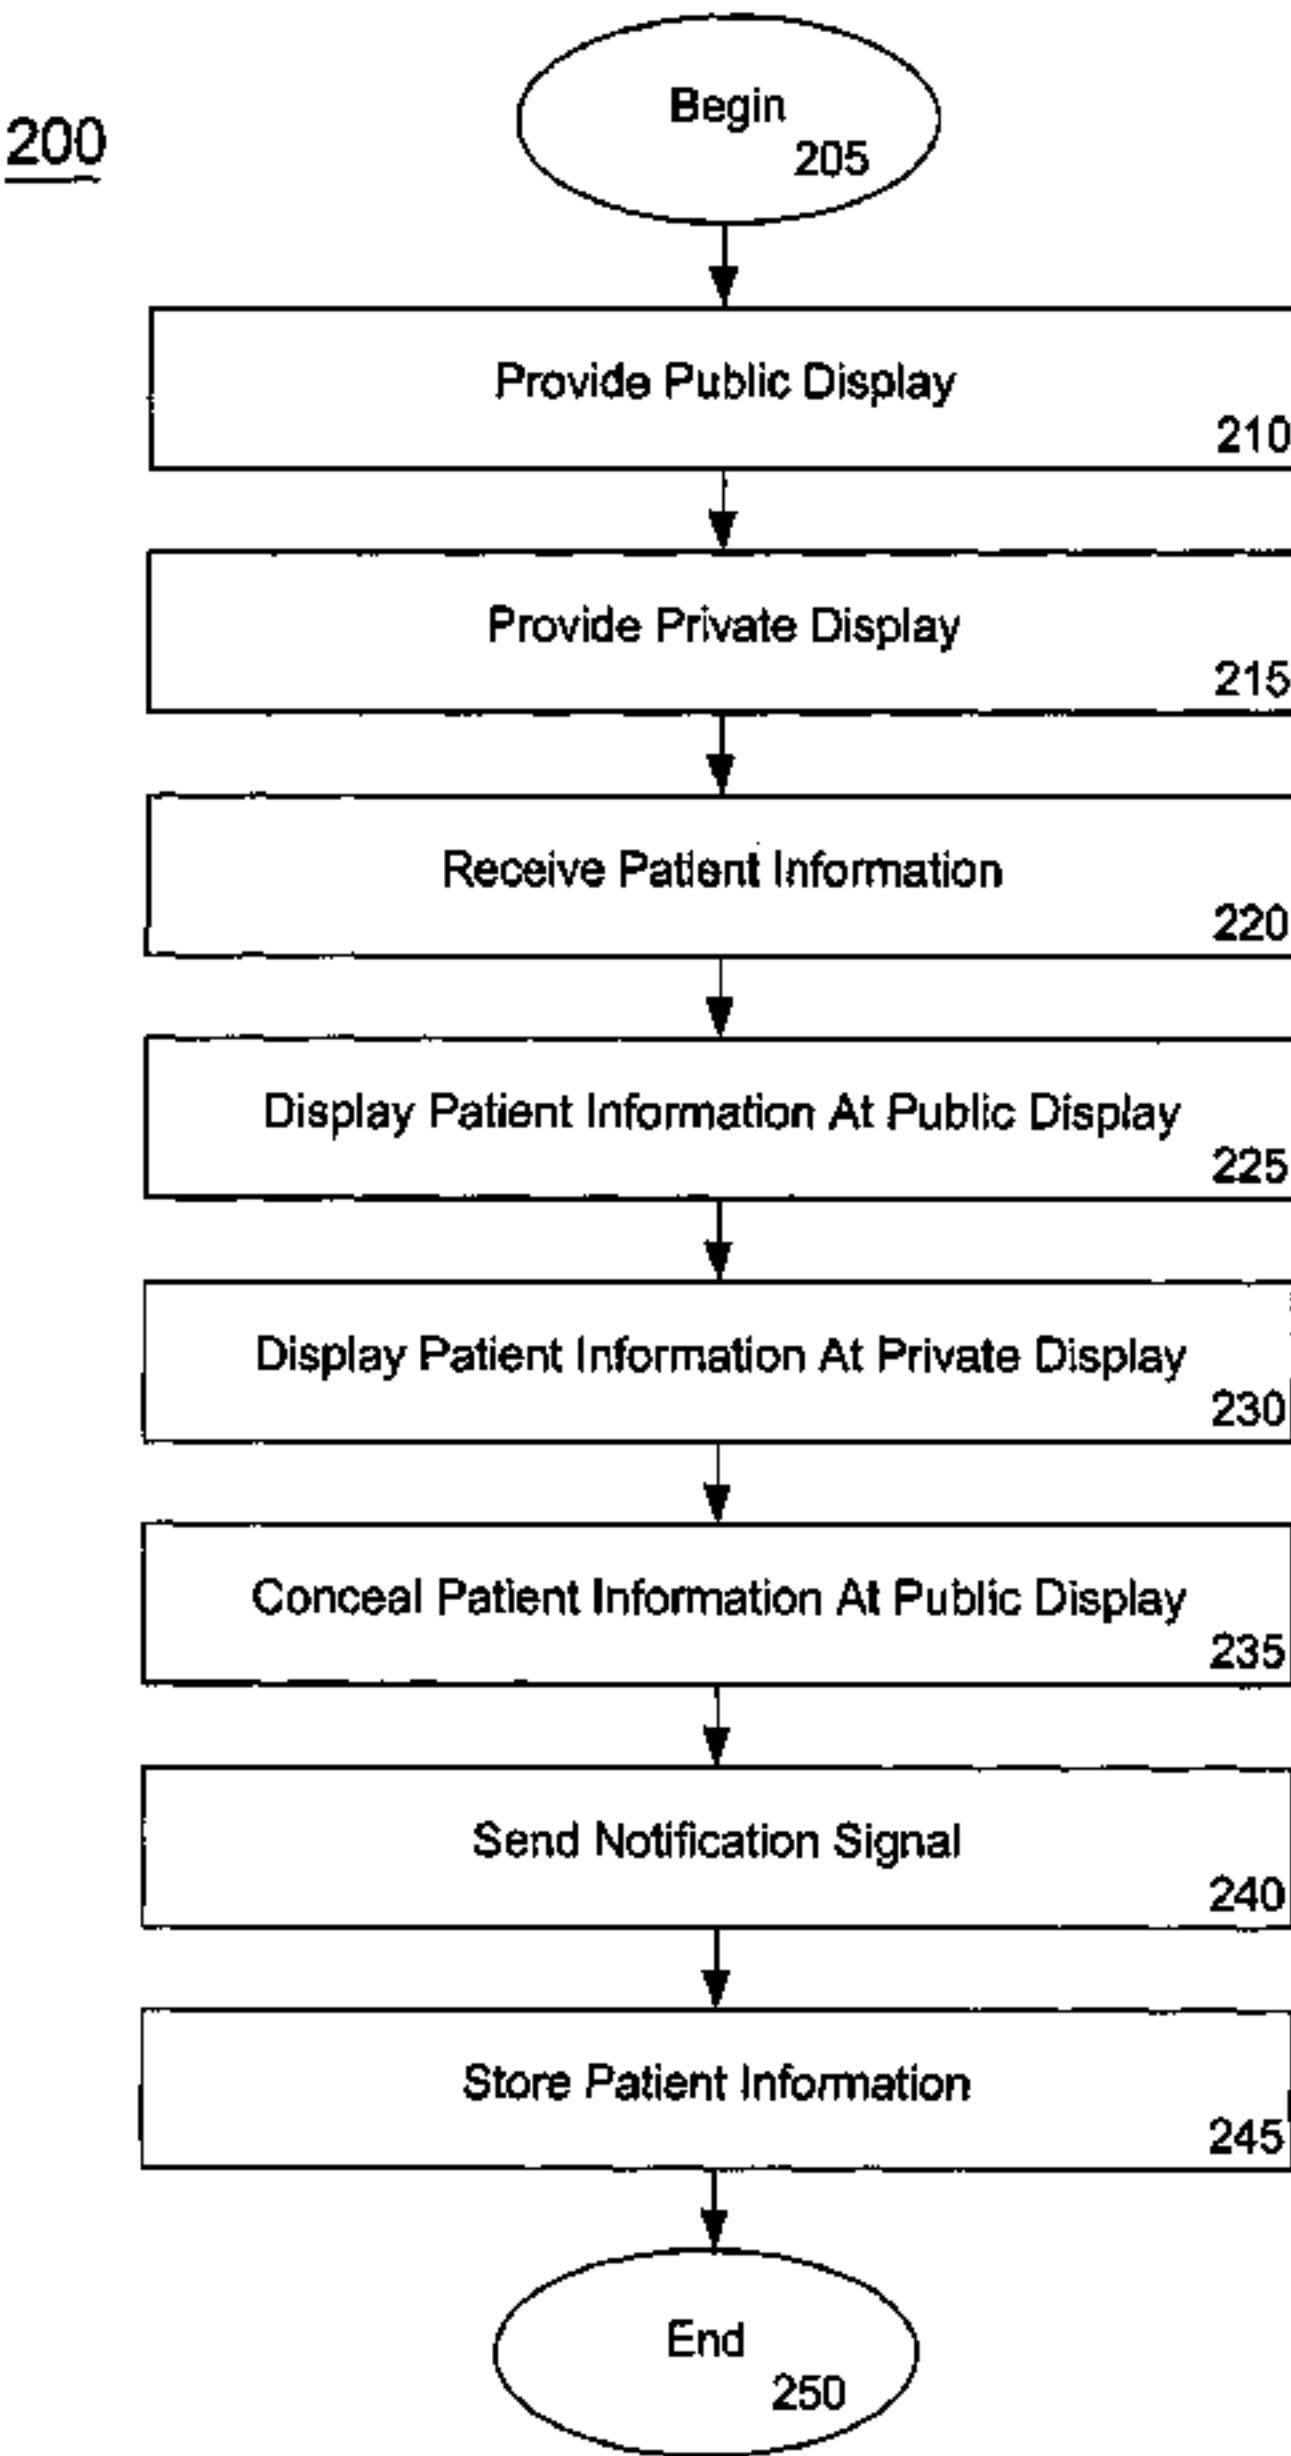 200
Begin
205
Provide Public Display
210
Provide Private Display
215
Receive Patient Information
220
Display Patient Information At Public Display
225
Display Patient Information At Private Display
230
Conceal Patient Information At Public Display
235
Send Notification Signal
240
Store Patient Information
245
End
250